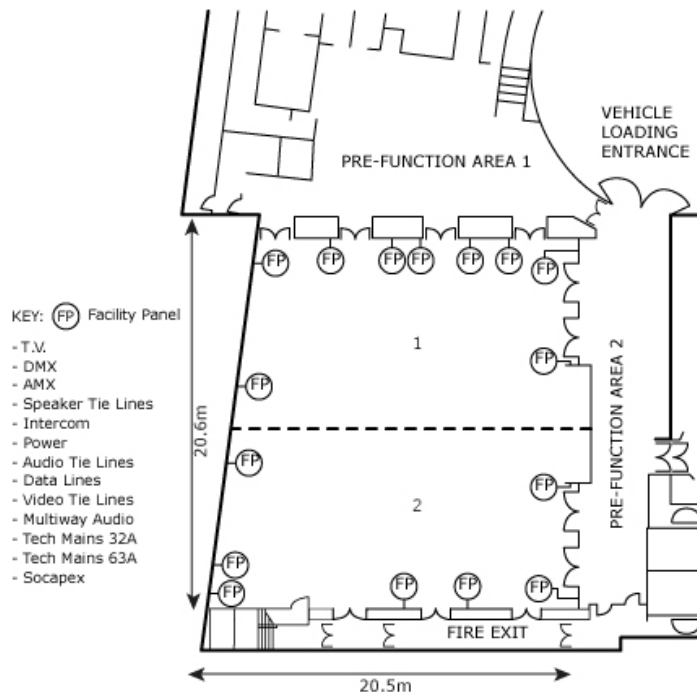 VEHICLE
LOADING
ENTRANCE
PRE-FUNCTION AREA 1
FP FP FP FP FP FP FP
KEY: FP Facility Panel
- T.V.
- DMX
- AMX
- Speaker Tie Lines
- Intercom
- Power
- Audio Tie Lines
- Data Lines
- Video Tie Lines
- Multiway Audio
- Tech Mains 32A
- Tech Mains 63A
- Socapex
1
FP
FP
20.6m
PRE-FUNCTION AREA 2
FP
FP
2
FP
FP
FP
FP
FP
FIRE EXIT
20.5m